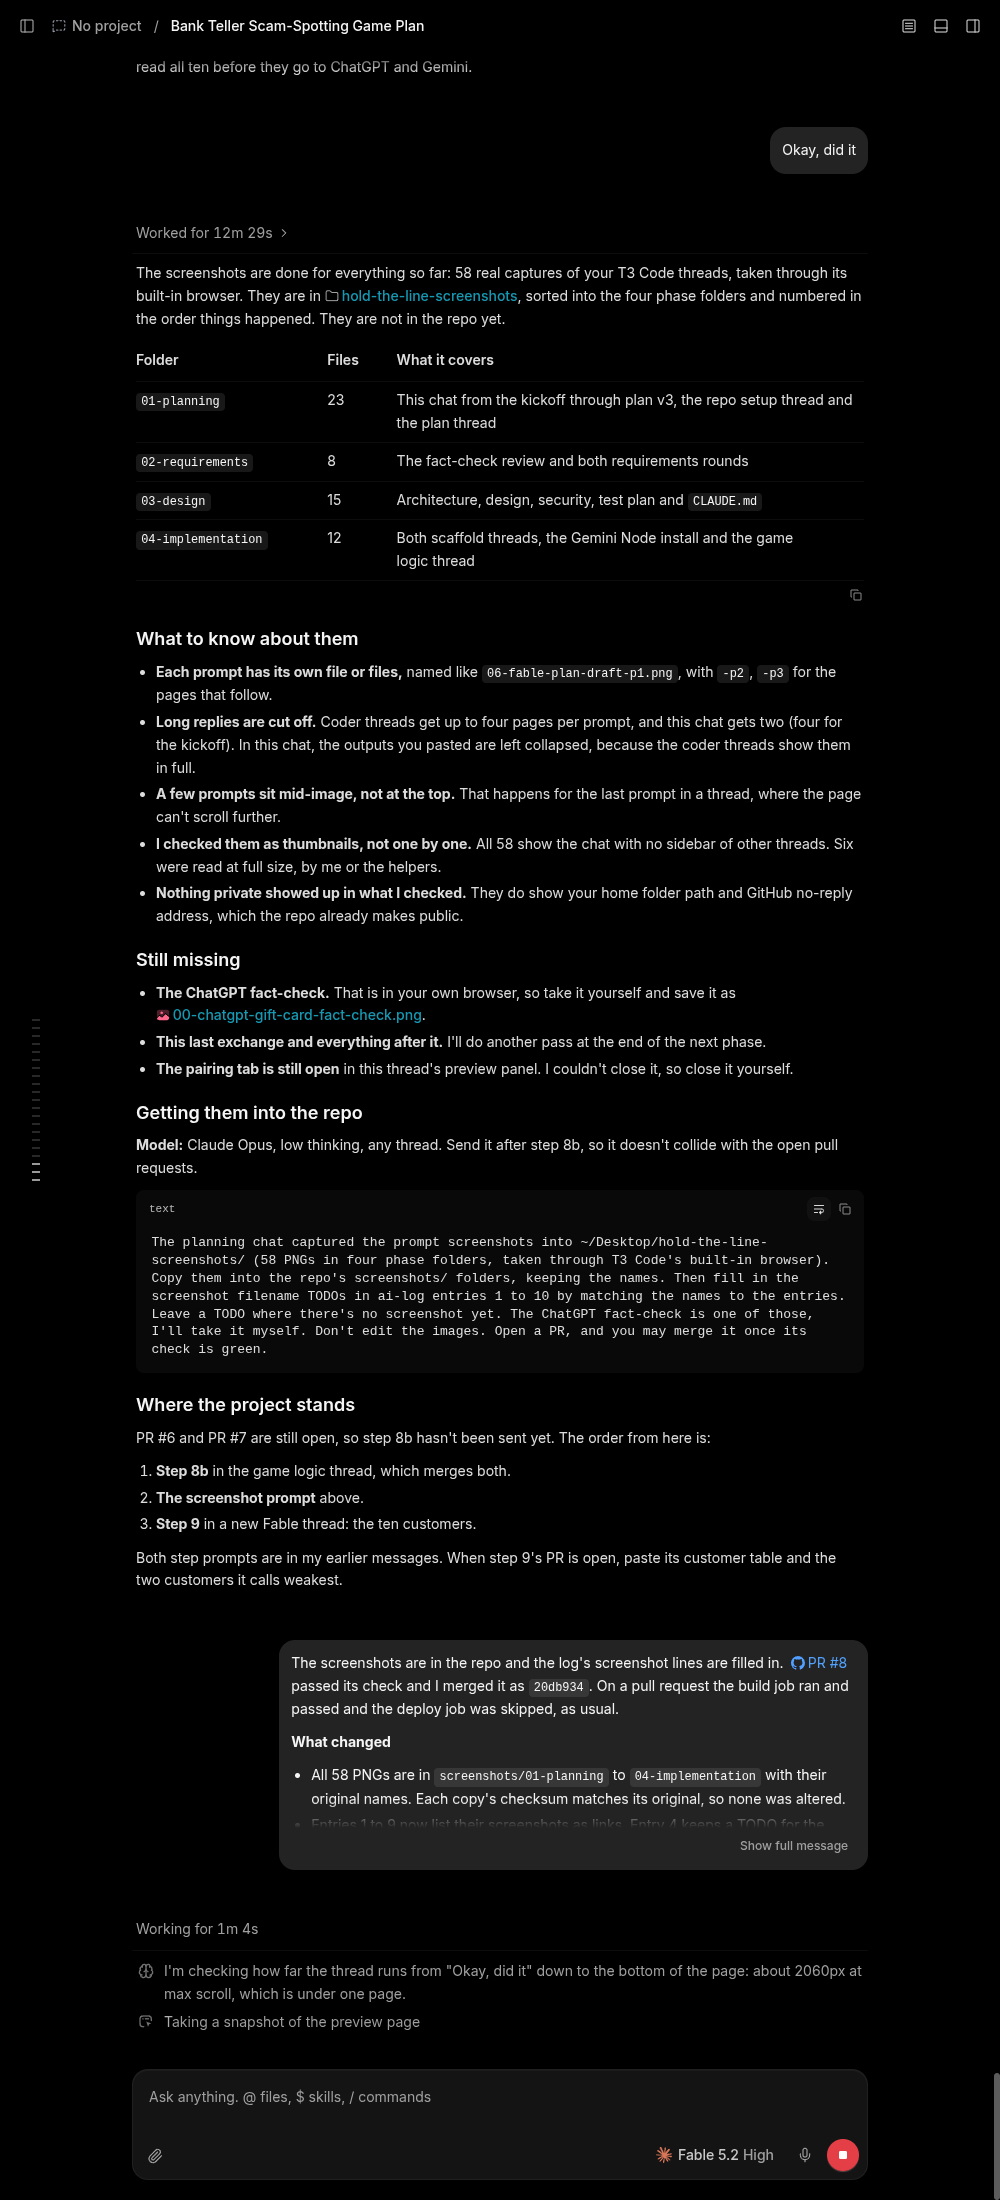 No project / Bank Teller Scam-Spotting Game Plan
read all ten before they go to ChatGPT and Gemini.
Okay, did it
Worked for 12m 29s
The screenshots are done for everything so far: 58 real captures of your T3 Code threads, taken through its
built-in browser. They are in hold-the-line-screenshots, sorted into the four phase folders and numbered in
the order things happened. They are not in the repo yet.
Folder Files What it covers
01-planning 23 This chat from the kickoff through plan v3, the repo setup thread and
the plan thread
02-requirements 8 The fact-check review and both requirements rounds
03-design 15 Architecture, design, security, test plan and CLAUDE.md
04-implementation 12 Both scaffold threads, the Gemini Node install and the game
logic thread
What to know about them
• Each prompt has its own file or files, named like 06-fable-plan-draft-p1.png, with -p2, -p3 for the
pages that follow.
• Long replies are cut off. Coder threads get up to four pages per prompt, and this chat gets two (four for
the kickoff). In this chat, the outputs you pasted are left collapsed, because the coder threads show them
in full.
• A few prompts sit mid-image, not at the top. That happens for the last prompt in a thread, where the page
can't scroll further.
• I checked them as thumbnails, not one by one. All 58 show the chat with no sidebar of other threads. Six
were read at full size, by me or the helpers.
• Nothing private showed up in what I checked. They do show your home folder path and GitHub no-reply
address, which the repo already makes public.
Still missing
• The ChatGPT fact-check. That is in your own browser, so take it yourself and save it as
00-chatgpt-gift-card-fact-check.png.
• This last exchange and everything after it. I'll do another pass at the end of the next phase.
• The pairing tab is still open in this thread's preview panel. I couldn't close it, so close it yourself.
Getting them into the repo
Model: Claude Opus, low thinking, any thread. Send it after step 8b, so it doesn't collide with the open pull
requests.
text
The planning chat captured the prompt screenshots into ~/Desktop/hold-the-line-
screenshots/ (58 PNGs in four phase folders, taken through T3 Code's built-in browser).
Copy them into the repo's screenshots/ folders, keeping the names. Then fill in the
screenshot filename TODOs in ai-log entries 1 to 10 by matching the names to the entries.
Leave a TODO where there's no screenshot yet. The ChatGPT fact-check is one of those,
I'll take it myself. Don't edit the images. Open a PR, and you may merge it once its
check is green.
Where the project stands
PR #6 and PR #7 are still open, so step 8b hasn't been sent yet. The order from here is:
1. Step 8b in the game logic thread, which merges both.
2. The screenshot prompt above.
3. Step 9 in a new Fable thread: the ten customers.
Both step prompts are in my earlier messages. When step 9's PR is open, paste its customer table and the
two customers it calls weakest.
The screenshots are in the repo and the log's screenshot lines are filled in. PR #8
passed its check and I merged it as 20db934. On a pull request the build job ran and
passed and the deploy job was skipped, as usual.
What changed
• All 58 PNGs are in screenshots/01-planning to 04-implementation with their
original names. Each copy's checksum matches its original, so none was altered.
• Entries 1 to 9 now list their screenshots as links. Entry 4 keeps a TODO for the
Show full message
Working for 1m 4s
I'm checking how far the thread runs from "Okay, did it" down to the bottom of the page: about 2060px at
max scroll, which is under one page.
Taking a snapshot of the preview page
Ask anything. @ files, $ skills, / commands
Fable 5.2 High